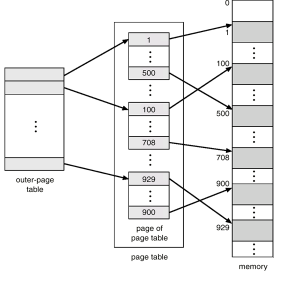 outer-page
table
1
500
100
708
929
900
page of
page table
page table
0
1
100
500
708
900
929
memory